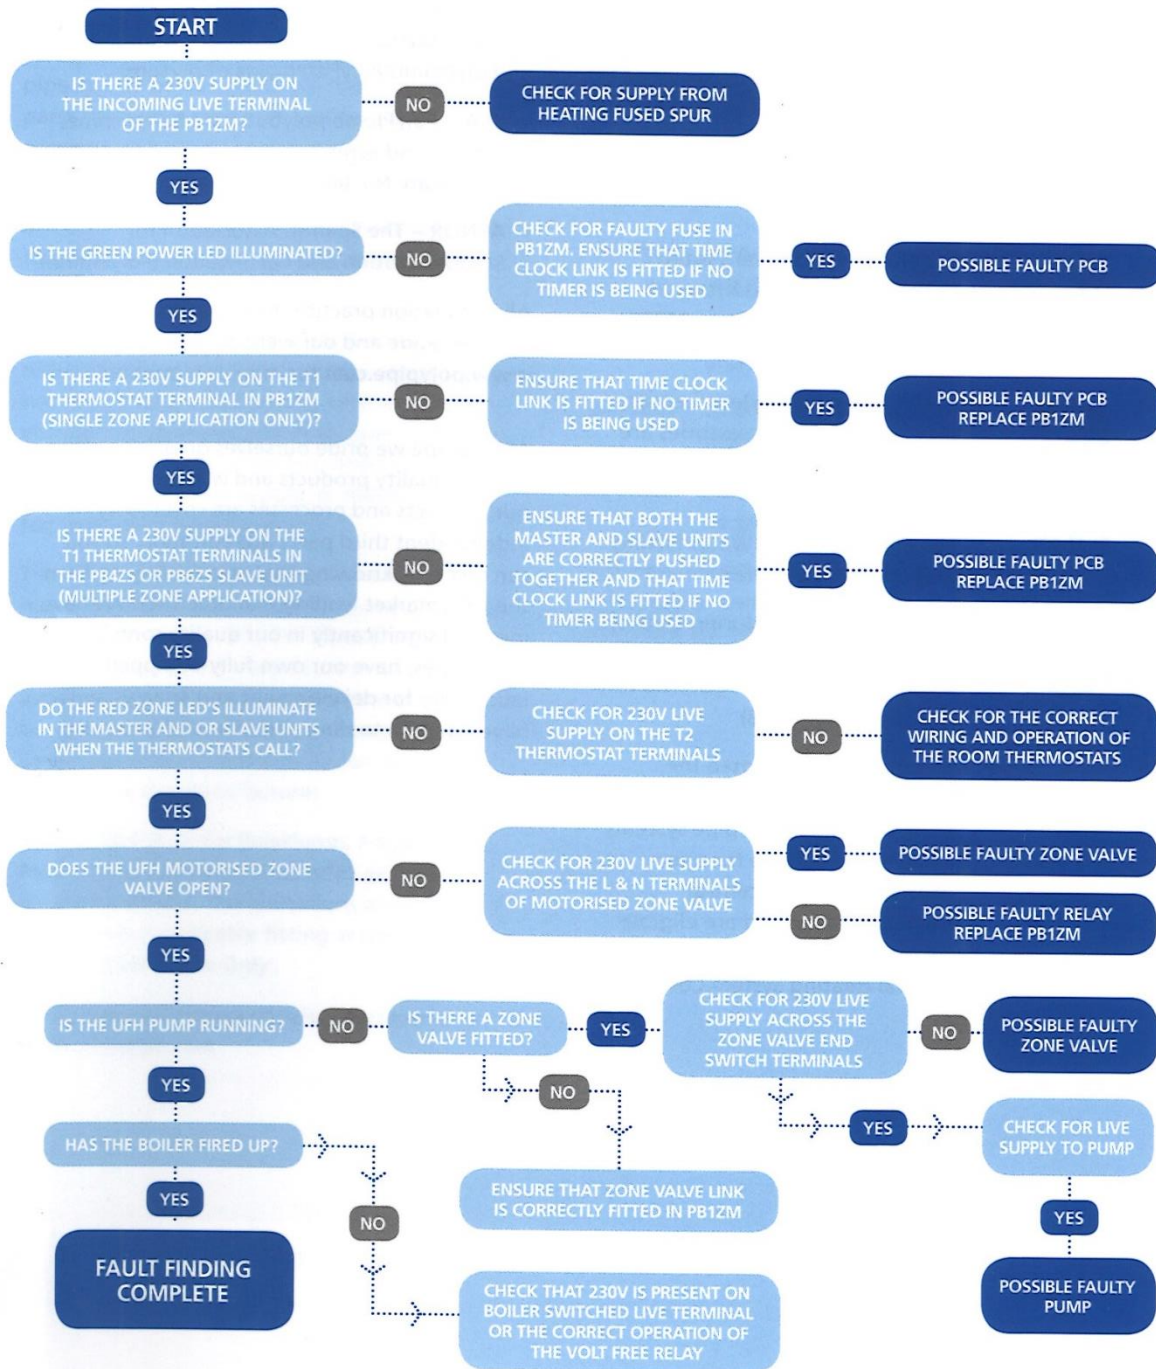 START
IS THERE A 230V SUPPLY ON
THE INCOMING LIVE TERMINAL
OF THE PB1ZM?
NO
CHECK FOR SUPPLY FROM
HEATING FUSED SPUR
YES
IS THE GREEN POWER LED ILLUMINATED?
NO
CHECK FOR FAULTY FUSE IN
PB1ZM. ENSURE THAT TIME
CLOCK LINK IS FITTED IF NO
TIMER IS BEING USED
YES
POSSIBLE FAULTY PCB
YES
IS THERE A 230V SUPPLY ON THE T1
THERMOSTAT TERMINAL IN PB1ZM
(SINGLE ZONE APPLICATION ONLY)?
NO
ENSURE THAT TIME CLOCK
LINK IS FITTED IF NO TIMER
IS BEING USED
YES
POSSIBLE FAULTY PCB
REPLACE PB1ZM
YES
IS THERE A 230V SUPPLY ON THE
T1 THERMOSTAT TERMINALS IN
THE PB4ZS OR PB6ZS SLAVE UNIT
(MULTIPLE ZONE APPLICATION)?
NO
ENSURE THAT BOTH THE
MASTER AND SLAVE UNITS
ARE CORRECTLY PUSHED
TOGETHER AND THAT TIME
CLOCK LINK IS FITTED IF NO
TIMER BEING USED
YES
POSSIBLE FAULTY PCB
REPLACE PB1ZM
YES
DO THE RED ZONE LED'S ILLUMINATE
IN THE MASTER AND OR SLAVE UNITS
WHEN THE THERMOSTATS CALL?
NO
CHECK FOR 230V LIVE
SUPPLY ON THE T2
THERMOSTAT TERMINALS
NO
CHECK FOR THE CORRECT
WIRING AND OPERATION OF
THE ROOM THERMOSTATS
YES
DOES THE UFH MOTORISED ZONE
VALVE OPEN?
NO
CHECK FOR 230V LIVE SUPPLY
ACROSS THE L & N TERMINALS
OF MOTORISED ZONE VALVE
YES
POSSIBLE FAULTY ZONE VALVE
NO
POSSIBLE FAULTY RELAY
REPLACE PB1ZM
YES
IS THE UFH PUMP RUNNING?
NO
IS THERE A ZONE
VALVE FITTED?
YES
CHECK FOR 230V LIVE
SUPPLY ACROSS THE
ZONE VALVE END
SWITCH TERMINALS
NO
POSSIBLE FAULTY
ZONE VALVE
YES
NO
YES
CHECK FOR LIVE
SUPPLY TO PUMP
HAS THE BOILER FIRED UP?
ENSURE THAT ZONE VALVE LINK
IS CORRECTLY FITTED IN PB1ZM
YES
NO
YES
FAULT FINDING
COMPLETE
CHECK THAT 230V IS PRESENT ON
BOILER SWITCHED LIVE TERMINAL
OR THE CORRECT OPERATION OF
THE VOLT FREE RELAY
POSSIBLE FAULTY
PUMP